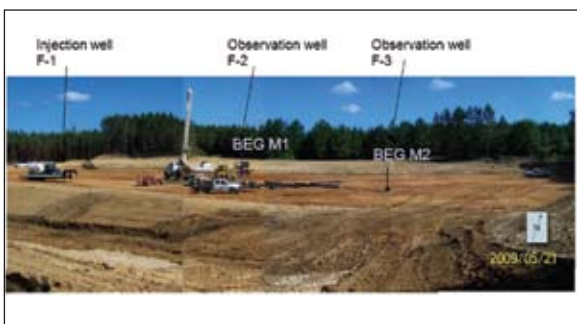 Injection well
F-1
Observation well
F-2
Observation well
F-3
BEG M1
BEG M2
N
2009/05/21